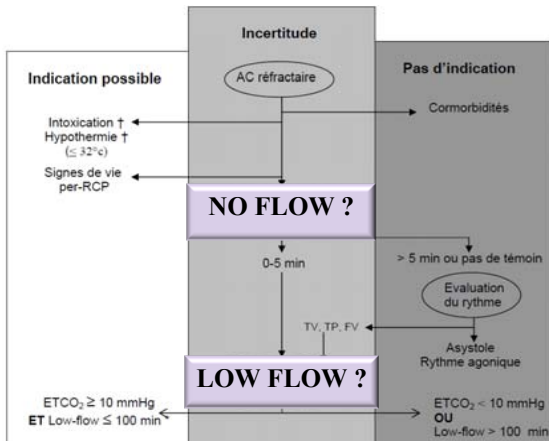 Incertitude
Indication possible
Pas d'indication
AC réfractaire
Cormorbidités
Intoxication †
Hypothermie †
(≤ 32°c)
Signes de vie
per-RCP
NO FLOW ?
0-5 min
> 5 min ou pas de témoin
Evaluation
du rythme
TV, TP, FV
Asystole
Rythme agonique
LOW FLOW ?
ETCO2 ≥ 10 mmHg
ET Low-flow ≤ 100 min
ETCO2 < 10 mmHg
OU
Low-flow > 100 min